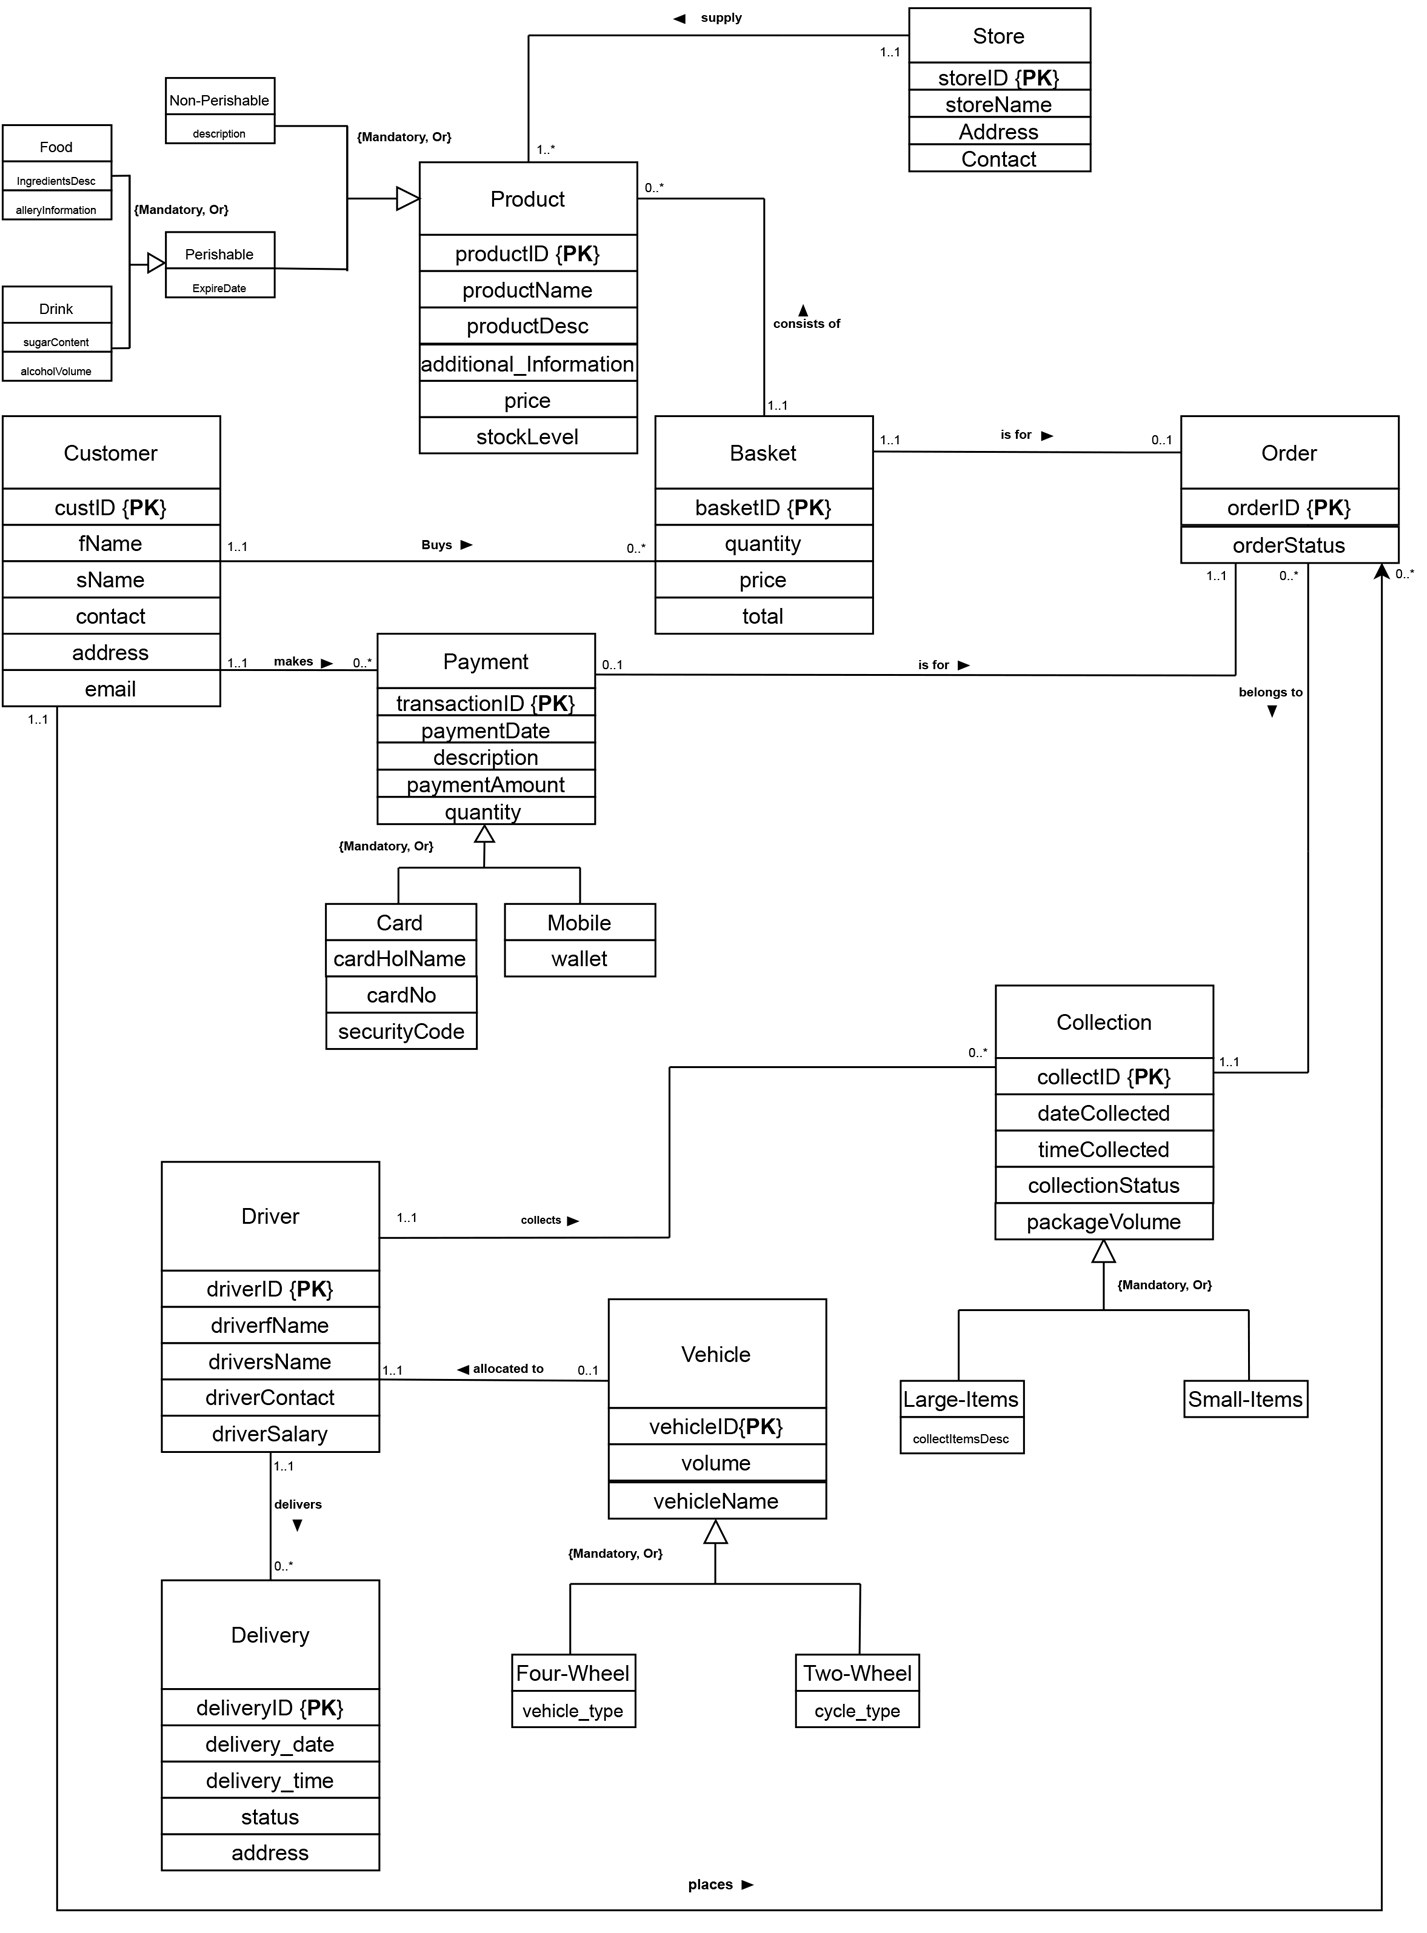 supply
1..1
1..*
Store
storeID {PK}
storeName
Address
Contact
Non-Perishable
description
{Mandatory, Or}
Food
IngredientsDesc
alleryInformation
{Mandatory, Or}
Perishable
ExpireDate
Drink
sugarContent
alcoholVolume
Product
productID {PK}
productName
productDesc
additional_Information
price
stockLevel
0..*
consists of
1..1
Customer
custID {PK}
fName
sName
contact
address
email
1..1
Buys
0..*
Basket
basketID {PK}
quantity
price
total
1..1
is for
0..1
Order
orderID {PK}
orderStatus
1..1
0..*
0..*
1..1
makes
0..*
Payment
transactionID {PK}
paymentDate
description
paymentAmount
quantity
0..1
is for
belongs to
1..1
{Mandatory, Or}
Card
cardHolName
cardNo
securityCode
Mobile
wallet
Collection
collectID {PK}
dateCollected
timeCollected
collectionStatus
packageVolume
0..*
1..1
{Mandatory, Or}
Large-Items
collectItemsDesc
Small-Items
Driver
driverID {PK}
driverfName
driversName
driverContact
driverSalary
1..1
collects
1..1
allocated to
0..1
Vehicle
vehicleID{PK}
volume
vehicleName
{Mandatory, Or}
Four-Wheel
vehicle_type
Two-Wheel
cycle_type
1..1
delivers
0..*
Delivery
deliveryID {PK}
delivery_date
delivery_time
status
address
places